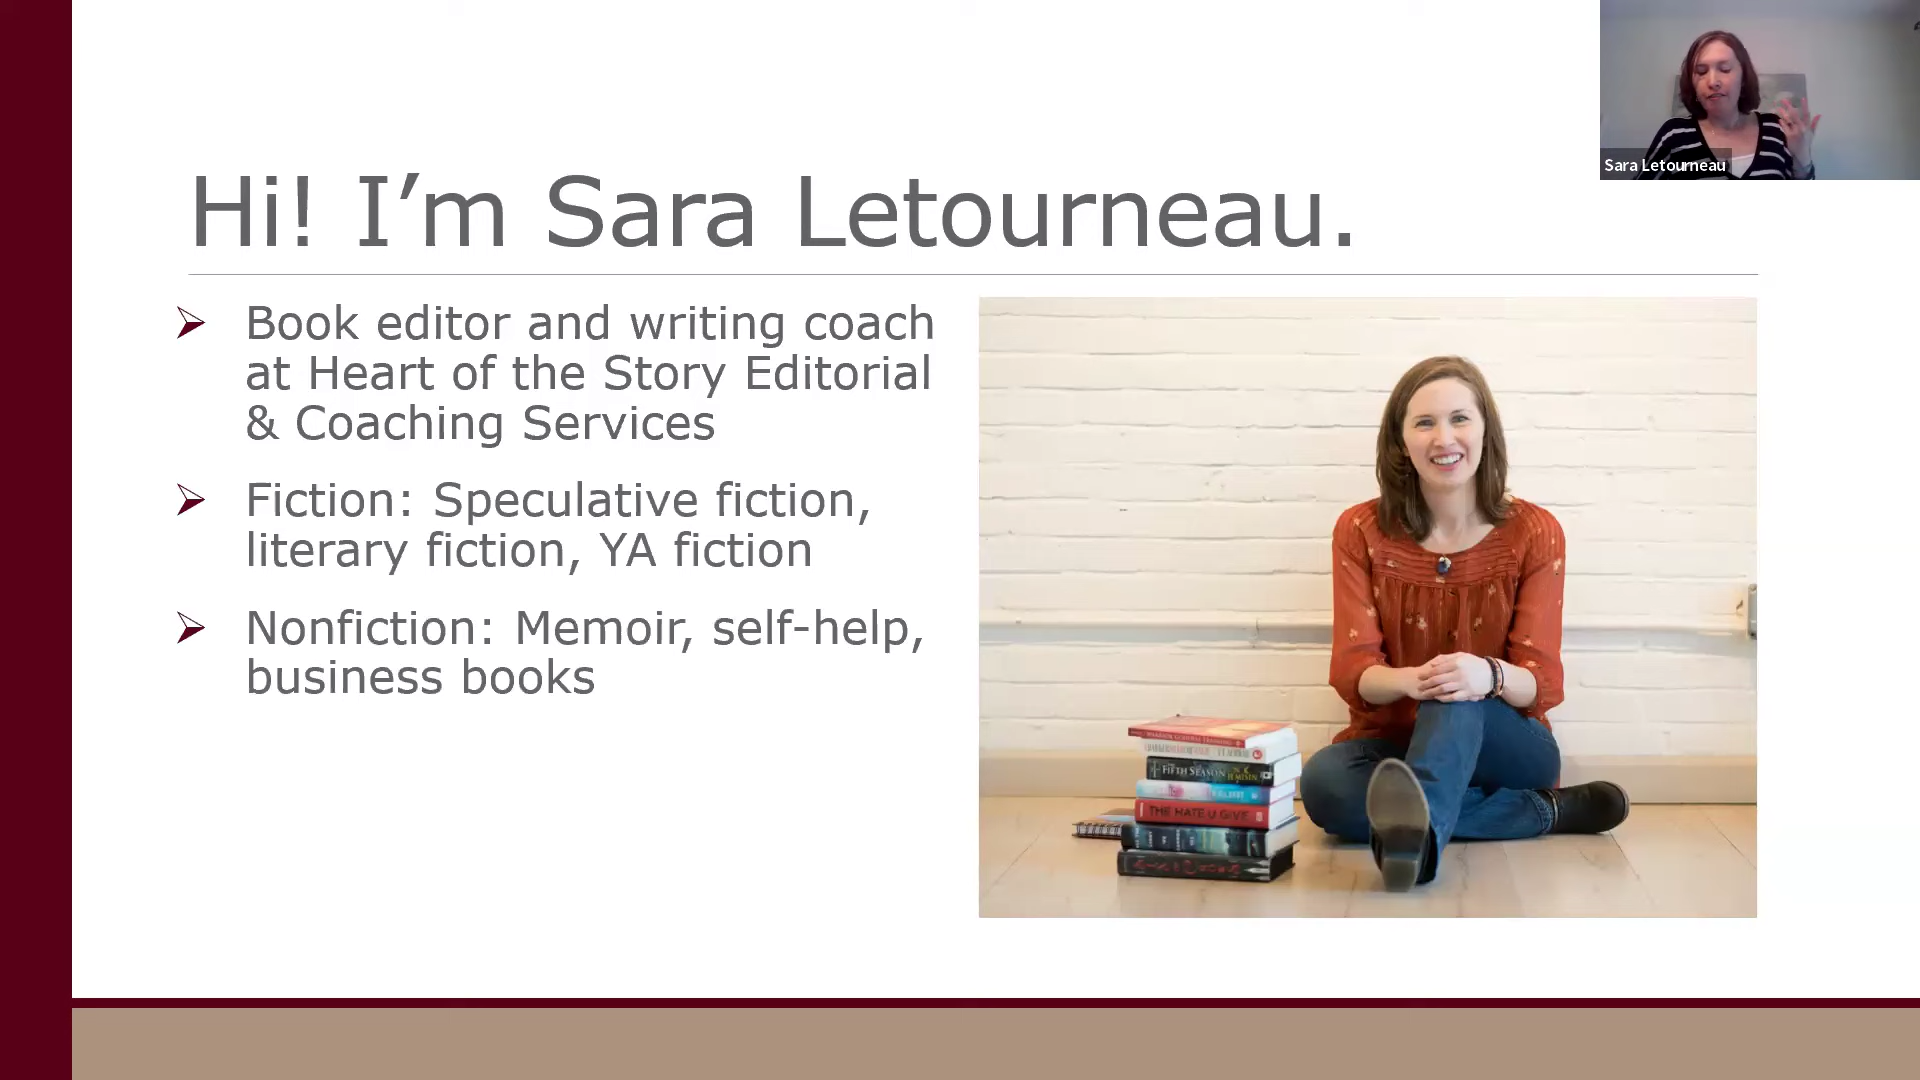 Sara Letourneau
Hi! I’m Sara Letourneau.
Book editor and writing coach
at Heart of the Story Editorial
& Coaching Services
Fiction: Speculative fiction,
literary fiction, YA fiction
Nonfiction: Memoir, self-help,
business books
FIFTH SEASON
THE HATE U GIVE